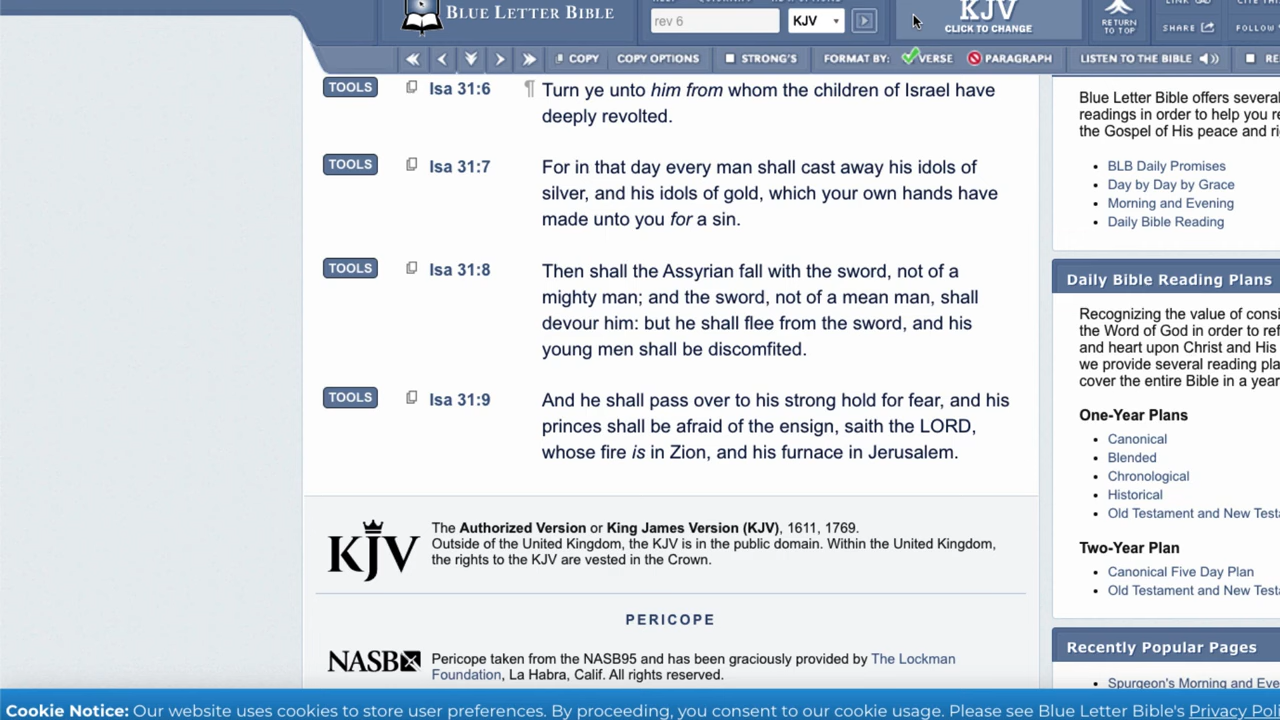 BLUE LETTER BIBLE
rev 6
KJV
KJV
CLICK TO CHANGE
RETURN
TO TOP
SHARE
FOLLOW
COPY
COPY OPTIONS
STRONG'S
FORMAT BY:
VERSE
PARAGRAPH
LISTEN TO THE BIBLE
RE
TOOLS
Isa 31:6
¶ Turn ye unto him from whom the children of Israel have
deeply revolted.
TOOLS
Isa 31:7
For in that day every man shall cast away his idols of
silver, and his idols of gold, which your own hands have
made unto you for a sin.
TOOLS
Isa 31:8
Then shall the Assyrian fall with the sword, not of a
mighty man; and the sword, not of a mean man, shall
devour him: but he shall flee from the sword, and his
young men shall be discomfited.
TOOLS
Isa 31:9
And he shall pass over to his strong hold for fear, and his
princes shall be afraid of the ensign, saith the LORD,
whose fire is in Zion, and his furnace in Jerusalem.
KJV
The Authorized Version or King James Version (KJV), 1611, 1769.
Outside of the United Kingdom, the KJV is in the public domain. Within the United Kingdom,
the rights to the KJV are vested in the Crown.
PERICOPE
NASB
Pericope taken from the NASB95 and has been graciously provided by The Lockman
Foundation, La Habra, Calif. All rights reserved.
Blue Letter Bible offers several
readings in order to help you re
the Gospel of His peace and ri
• BLB Daily Promises
• Day by Day by Grace
• Morning and Evening
• Daily Bible Reading
Daily Bible Reading Plans
Recognizing the value of consi
the Word of God in order to ref
and heart upon Christ and His
we provide several reading pla
cover the entire Bible in a year
One-Year Plans
• Canonical
• Blended
• Chronological
• Historical
• Old Testament and New Testa
Two-Year Plan
• Canonical Five Day Plan
• Old Testament and New Testa
Recently Popular Pages
• Spurgeon's Morning and Eve
Cookie Notice: Our website uses cookies to store user preferences. By proceeding, you consent to our cookie usage. Please see Blue Letter Bible's Privacy Poli